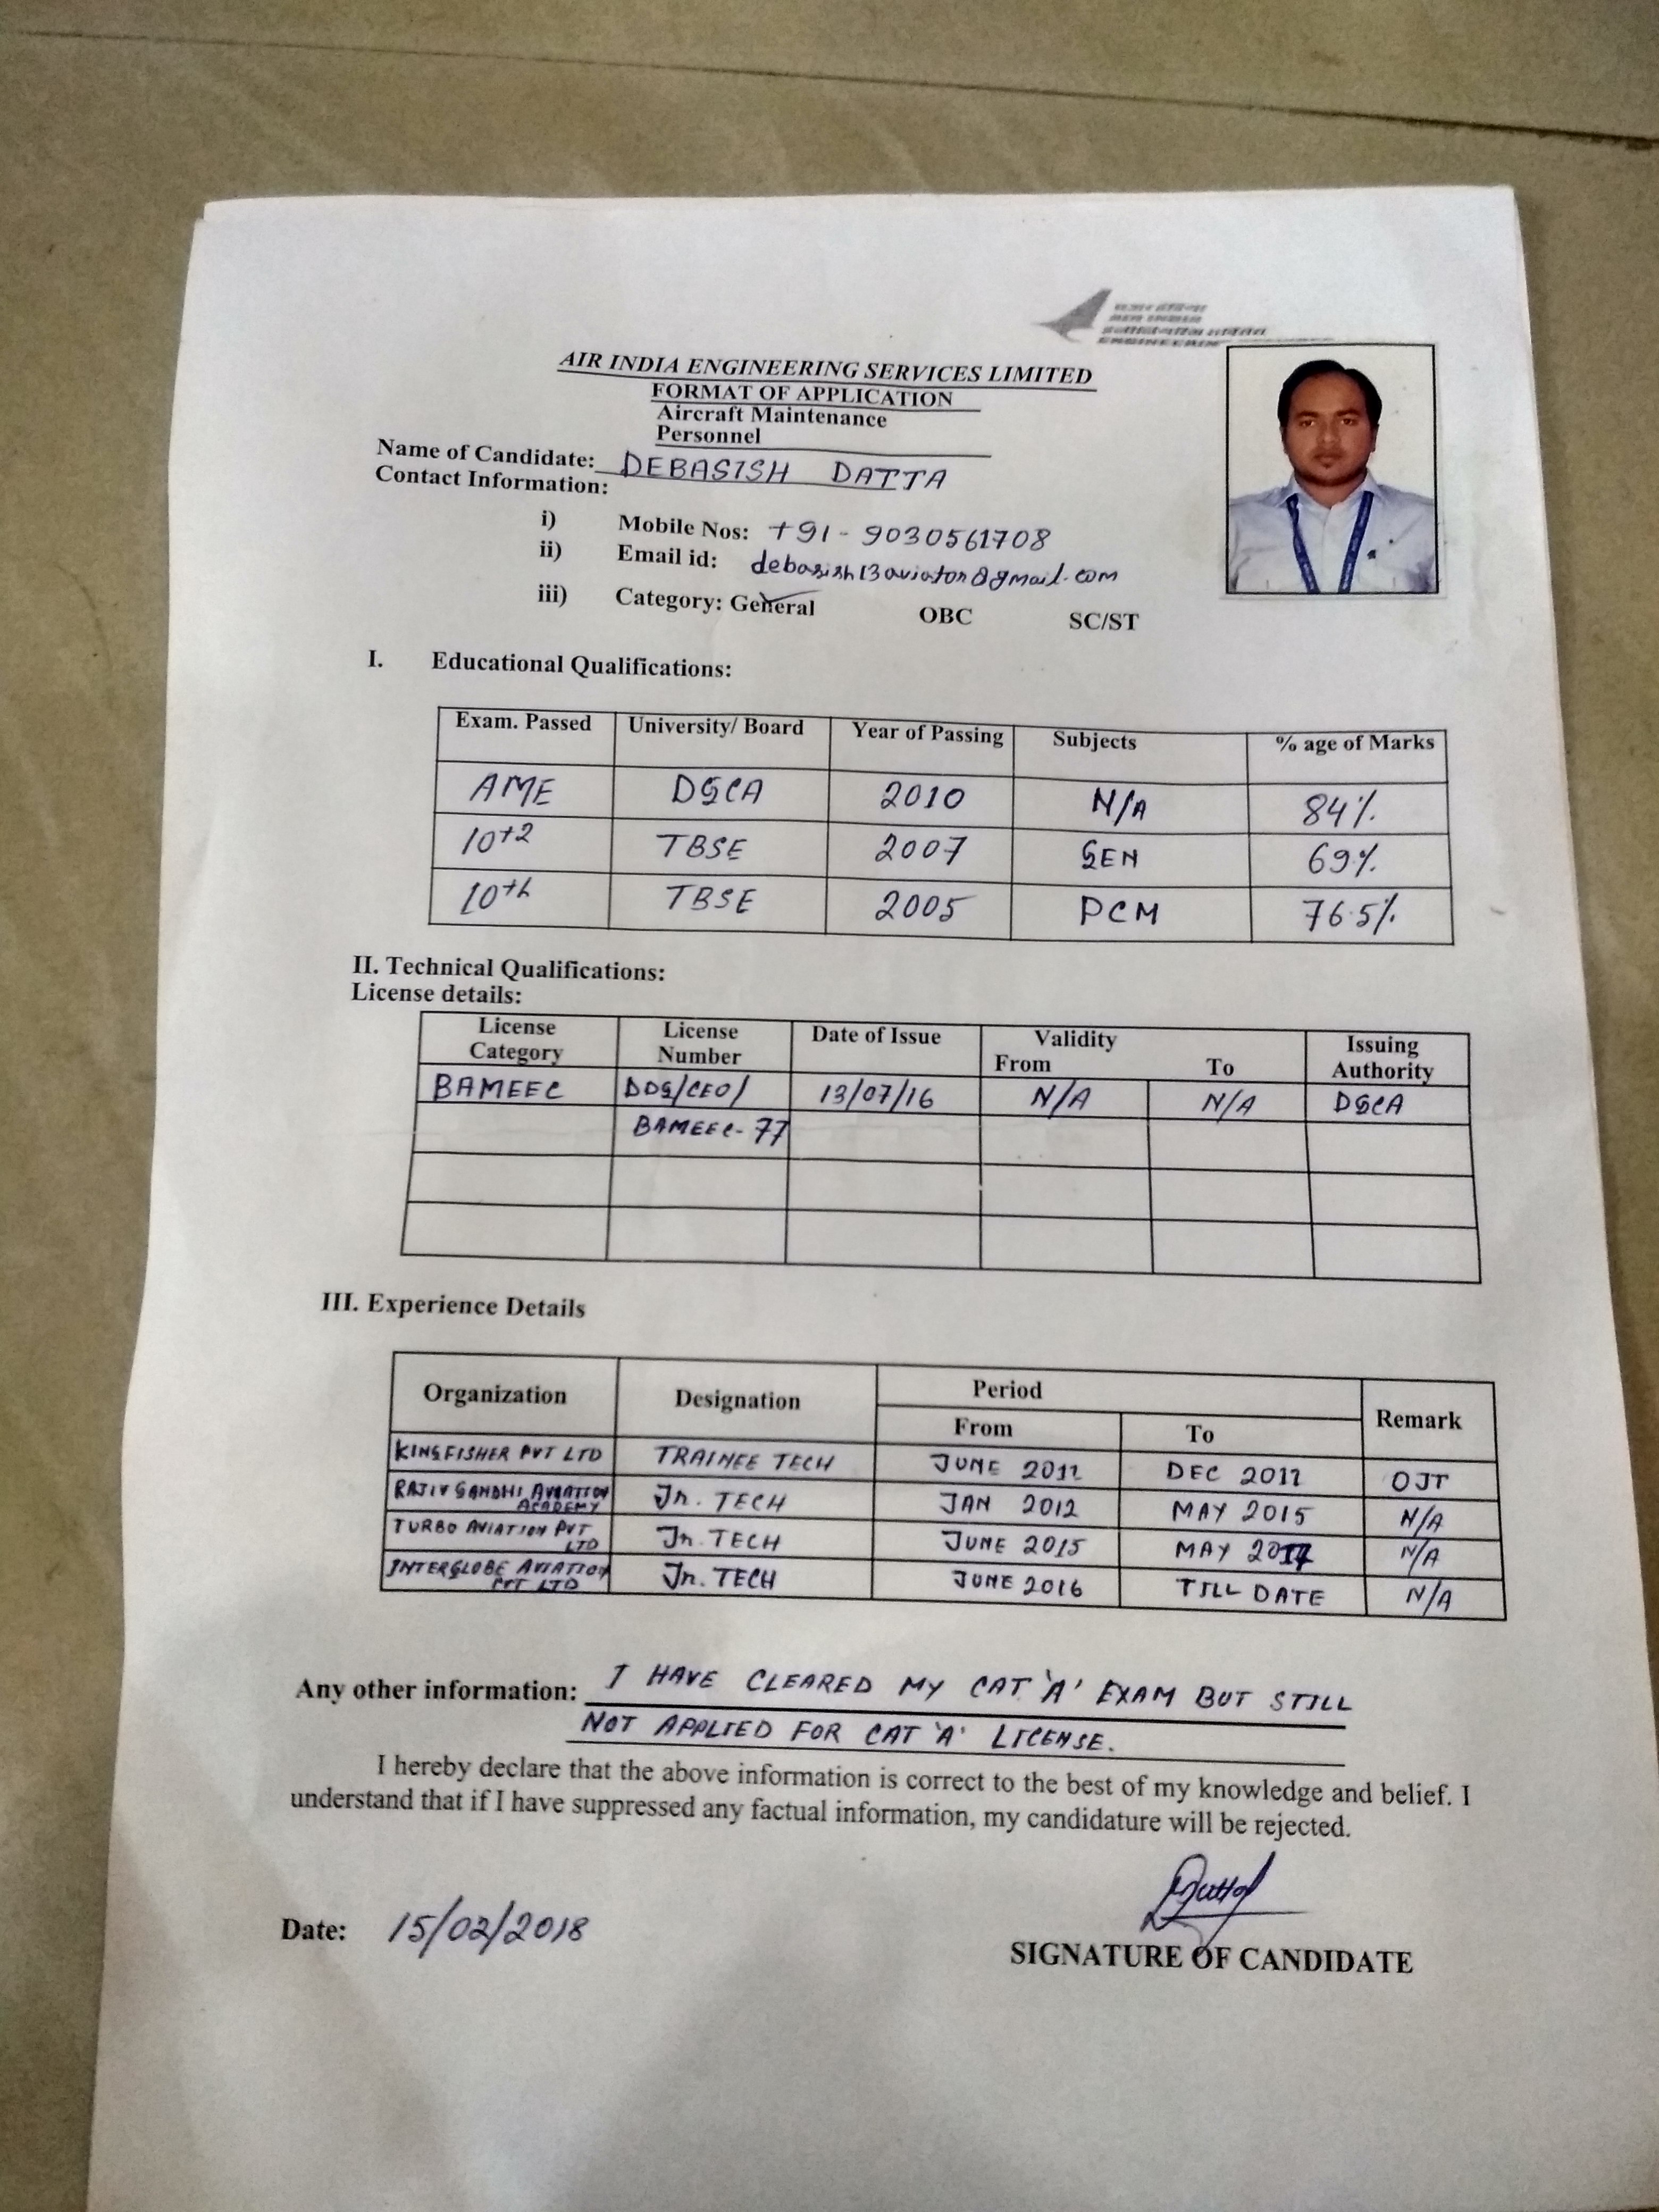 AIR INDIA ENGINEERING SERVICES LIMITED
FORMAT OF APPLICATION
Aircraft Maintenance
Personnel
Name of Candidate: DEBASISH DATTA
Contact Information:
i) Mobile Nos: +91-9030561708
ii) Email id: debasish13aviator@gmail.com
iii) Category: General OBC SC/ST
I. Educational Qualifications:
Exam. Passed University/ Board Year of Passing Subjects % age of Marks
AME DGCA 2010 N/A 84%
10+2 TBSE 2007 GEN 69%
10th TBSE 2005 PCM 76.5%
II. Technical Qualifications:
License details:
License License Date of Issue Validity Issuing
Category Number From To Authority
BAMEEC DDG/CEO/ 13/07/16 N/A N/A DGCA
BAMEEC-77
III. Experience Details
Organization Designation Period Remark
From To
KINGFISHER PVT LTD TRAINEE TECH JUNE 2011 DEC 2011 OJT
RAJIV GANDHI AVIATION Jn. TECH JAN 2012 MAY 2015 N/A
ACADEMY
TURBO AVIATION PVT Jn. TECH JUNE 2015 MAY N/A
LTD
INTERGLOBE AVIATION Jn. TECH JUNE 2016 TILL DATE N/A
PVT LTD
Any other information: I HAVE CLEARED MY CAT 'A' EXAM BUT STILL
NOT APPLIED FOR CAT 'A' LICENSE.
I hereby declare that the above information is correct to the best of my knowledge and belief. I
understand that if I have suppressed any factual information, my candidature will be rejected.
Date: 15/02/2018
SIGNATURE OF CANDIDATE